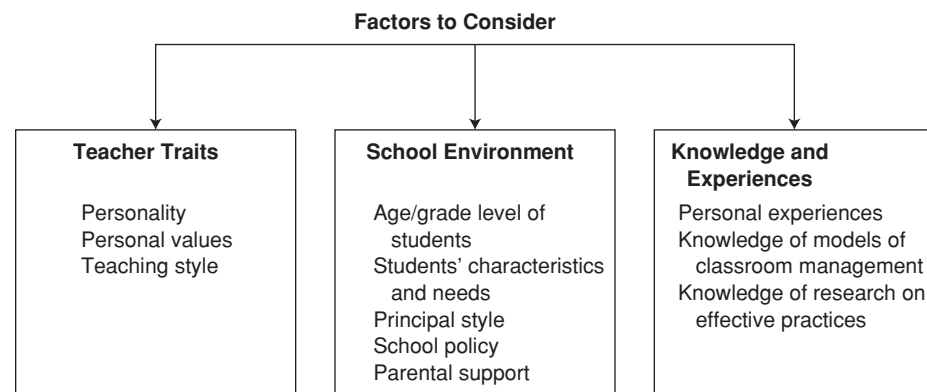 Factors to Consider
Teacher Traits
Personality
Personal values
Teaching style
School Environment
Age/grade level of
students
Students' characteristics
and needs
Principal style
School policy
Parental support
Knowledge and
Experiences
Personal experiences
Knowledge of models of
classroom management
Knowledge of research on
effective practices